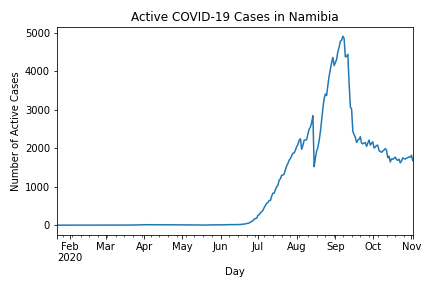 Active COVID-19 Cases in Namibia
Number of Active Cases
5000
4000
3000
2000
1000
0
Feb Mar Apr May Jun Jul Aug Sep Oct Nov
2020
Day